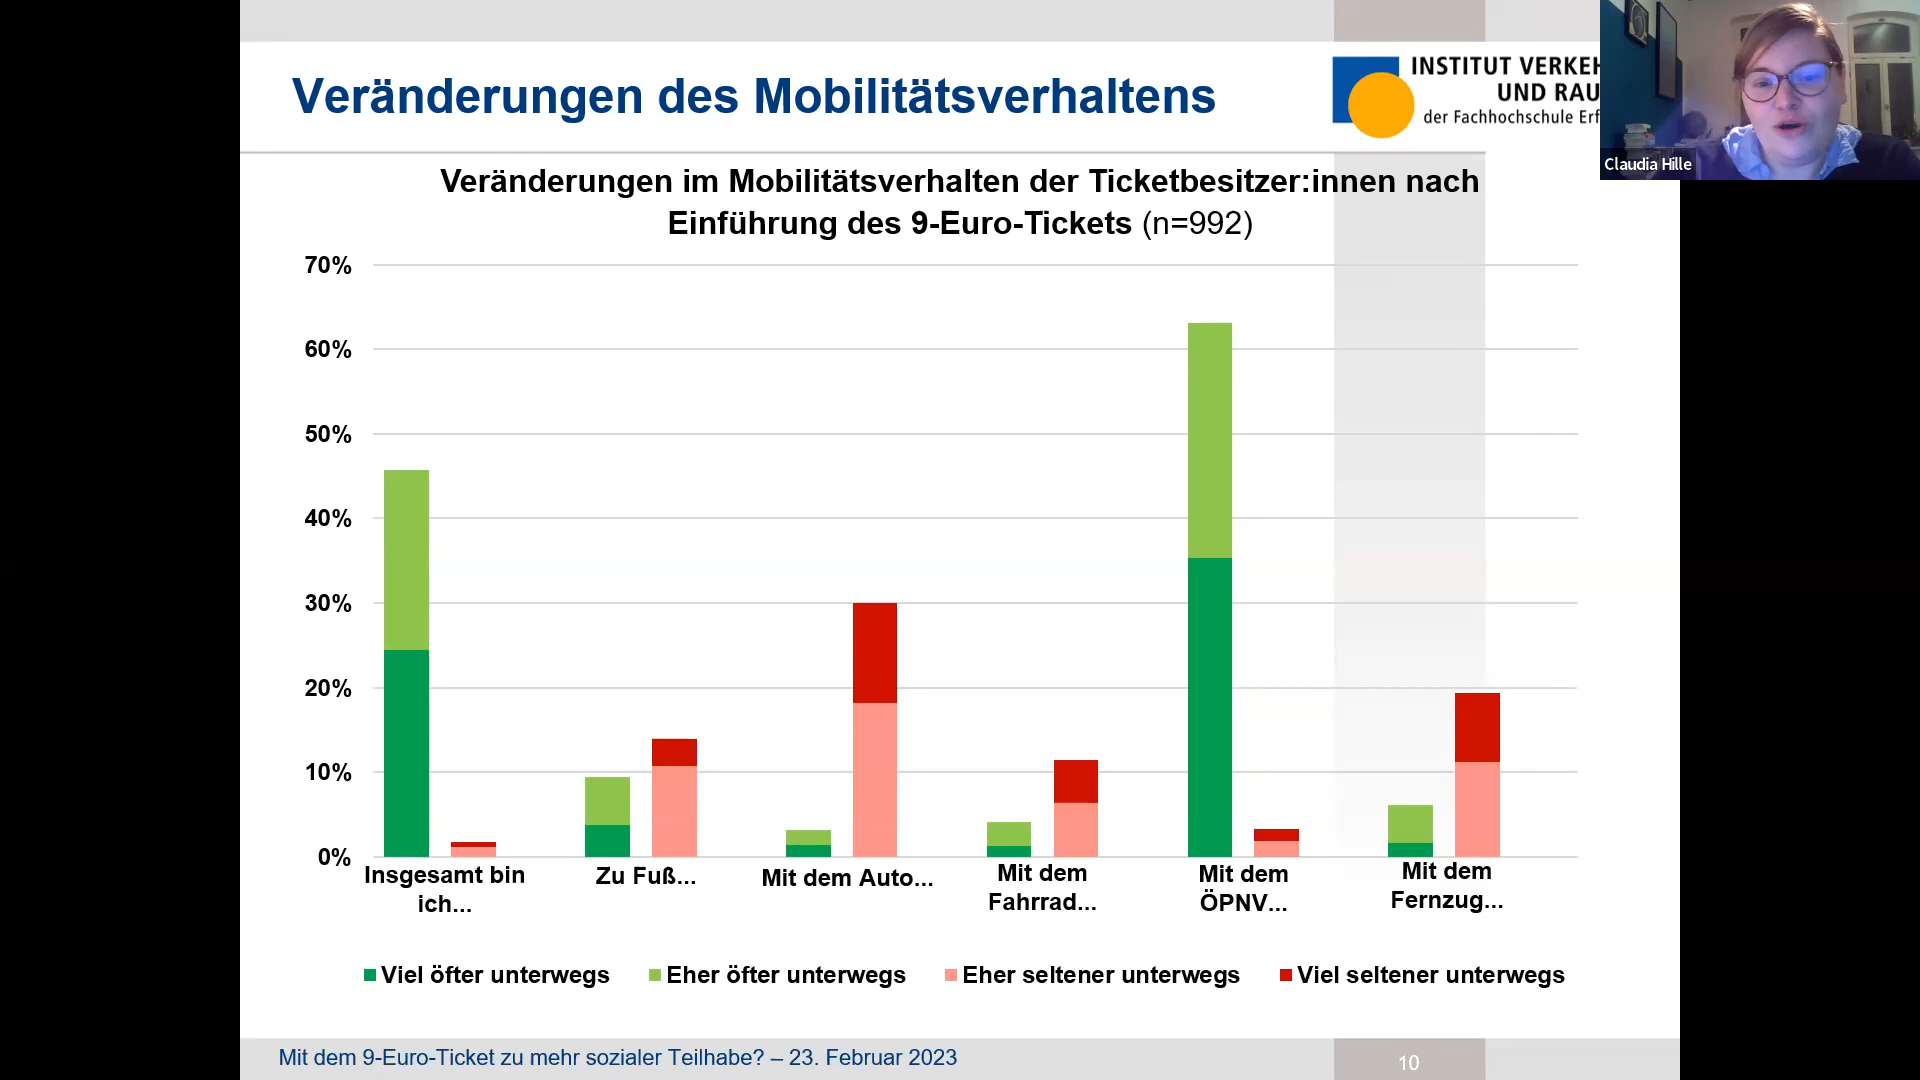 Veränderungen des Mobilitätsverhaltens
INSTITUT VERKEH
UND RAU
der Fachhochschule Erf
Claudia Hille
Veränderungen im Mobilitätsverhalten der Ticketbesitzer:innen nach
Einführung des 9-Euro-Tickets (n=992)
70%
60%
50%
40%
30%
20%
10%
0%
Insgesamt bin
ich...
Zu Fuß...
Mit dem Auto...
Mit dem
Fahrrad...
Mit dem
ÖPNV...
Mit dem
Fernzug...
Viel öfter unterwegs
Eher öfter unterwegs
Eher seltener unterwegs
Viel seltener unterwegs
Mit dem 9-Euro-Ticket zu mehr sozialer Teilhabe? – 23. Februar 2023
10